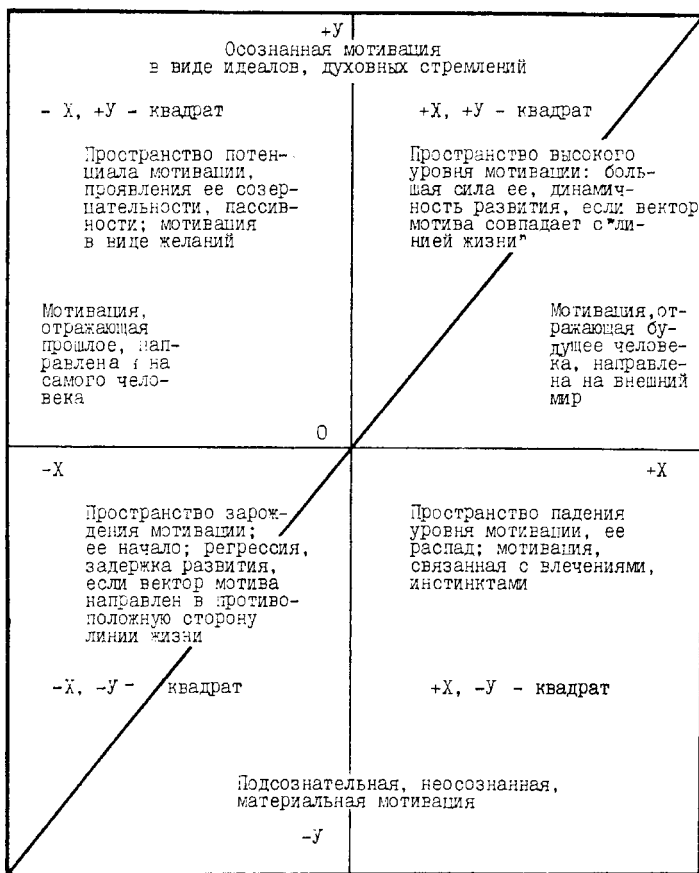 +У
Осознанная мотивация
в виде идеалов, духовных стремлений
- Х, +У - квадрат
Пространство потен-
циала мотивации,
проявления ее созер-
цательности, пассив-
ности; мотивация
в виде желаний
+Х, +У - квадрат
Пространство высокого
уровня мотивации: боль-
шая сила ее, динамич-
ность развития, если вектор
мотива совпадает с "ли-
нией жизни"
Мотивация,
отражающая
прошлое, нап-
равлена на
самого чело-
века
Мотивация,от-
ражающая бу-
дущее челове-
ка, направле-
на на внешний
мир
О
-Х
+Х
Пространство зарож-
дения мотивации;
ее начало; регрессия,
задержка развития,
если вектор мотива
направлен в противо-
положную сторону
линии жизни
Пространство падения
уровня мотивации, ее
распад; мотивация,
связанная с влечениями,
инстинктами
-Х, -У - квадрат
+Х, -У - квадрат
Подсознательная, неосознанная,
материальная мотивация
-У